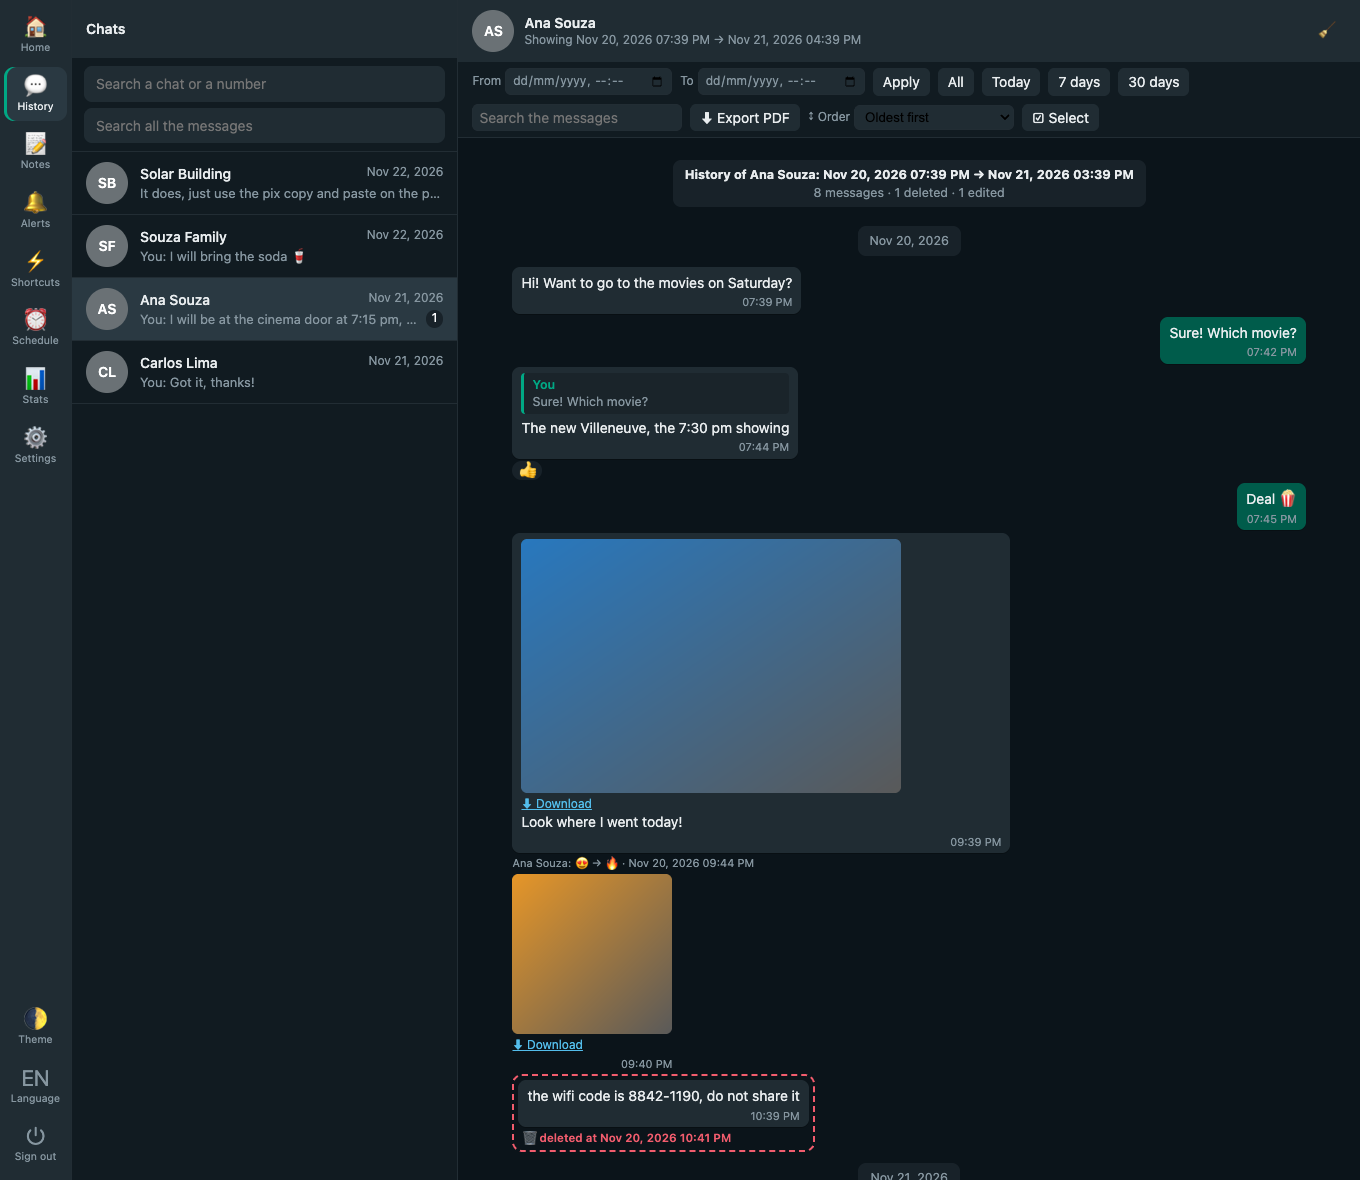 Home
History
Notes
Alerts
Shortcuts
Schedule
Stats
Settings
Theme
EN
Language
Sign out
Chats
Search a chat or a number
Search all the messages
SB
Solar Building
Nov 22, 2026
It does, just use the pix copy and paste on the p...
SF
Souza Family
Nov 22, 2026
You: I will bring the soda 🥤
AS
Ana Souza
Nov 21, 2026
You: I will be at the cinema door at 7:15 pm, ...
1
CL
Carlos Lima
Nov 21, 2026
You: Got it, thanks!
AS
Ana Souza
Showing Nov 20, 2026 07:39 PM → Nov 21, 2026 04:39 PM
From dd/mm/yyyy, --:-- To dd/mm/yyyy, --:-- Apply All Today 7 days 30 days
Search the messages ⬇ Export PDF ↕ Order Oldest first ☑ Select
History of Ana Souza: Nov 20, 2026 07:39 PM → Nov 21, 2026 03:39 PM
8 messages · 1 deleted · 1 edited
Nov 20, 2026
Hi! Want to go to the movies on Saturday?
07:39 PM
Sure! Which movie?
07:42 PM
You
Sure! Which movie?
The new Villeneuve, the 7:30 pm showing
07:44 PM
👍
Deal 🍿
07:45 PM
⬇ Download
Look where I went today!
09:39 PM
Ana Souza: 😍 → 🔥 · Nov 20, 2026 09:44 PM
⬇ Download
09:40 PM
the wifi code is 8842-1190, do not share it
10:39 PM
🗑 deleted at Nov 20, 2026 10:41 PM
Nov 21, 2026